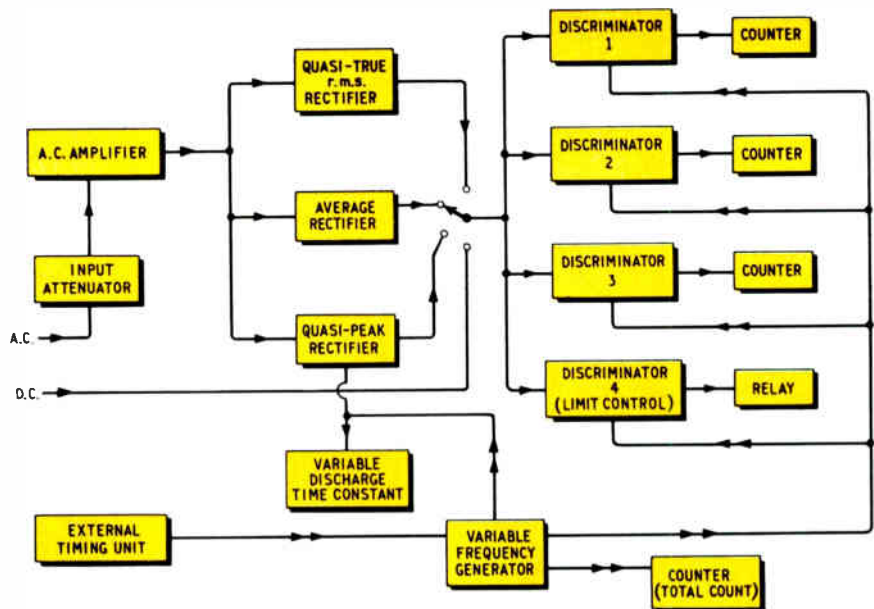 DISCRIMINATOR
1
COUNTER
QUASI-TRUE
r.m.s.
RECTIFIER
A.C. AMPLIFIER
DISCRIMINATOR
2
COUNTER
AVERAGE
RECTIFIER
INPUT
ATTENUATOR
DISCRIMINATOR
3
COUNTER
A.C.
QUASI-PEAK
RECTIFIER
D.C.
DISCRIMINATOR
4
(LIMIT CONTROL)
RELAY
VARIABLE
DISCHARGE
TIME CONSTANT
EXTERNAL
TIMING UNIT
VARIABLE
FREQUENCY
GENERATOR
COUNTER
(TOTAL COUNT)